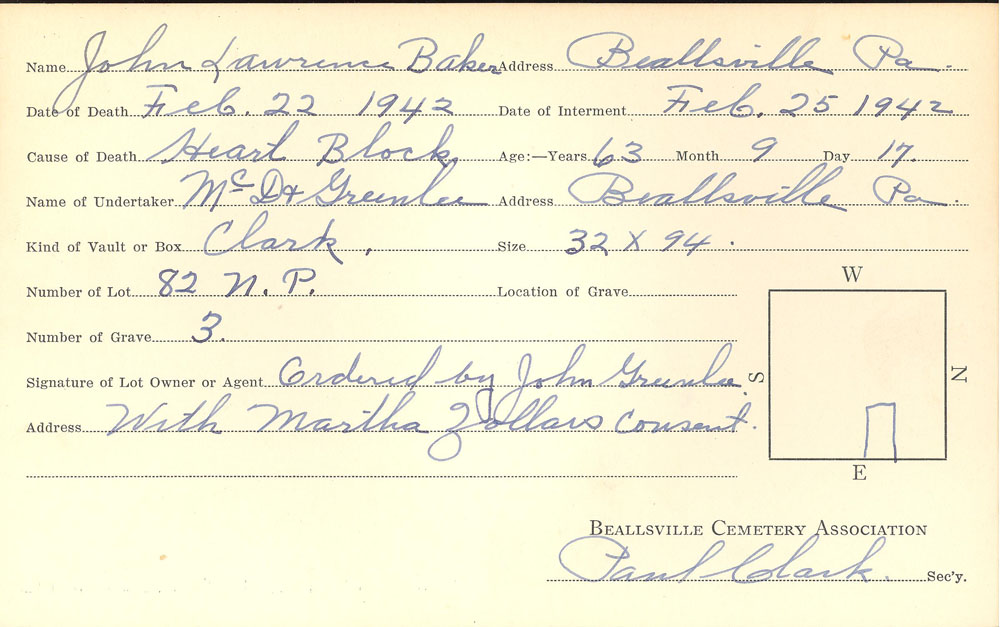 Name John Lawrence Baker Address Beallsville Pa.
Date of Death Feb. 22 1942 Date of Interment Feb. 25 1942
Cause of Death Heart Block Age:—Years 63 Month 9 Day 17.
Name of Undertaker McD & Greenlee Address Beallsville Pa.
Kind of Vault or Box Clark, Size 32 X 94.
Number of Lot 82 N. P. Location of Grave
W
Number of Grave 3.
Signature of Lot Owner or Agent Ordered by John Greenlee.
S N
Address With Martha Zollars consent.
E
BEALLSVILLE CEMETERY ASSOCIATION
Paul Clark. Sec'y.